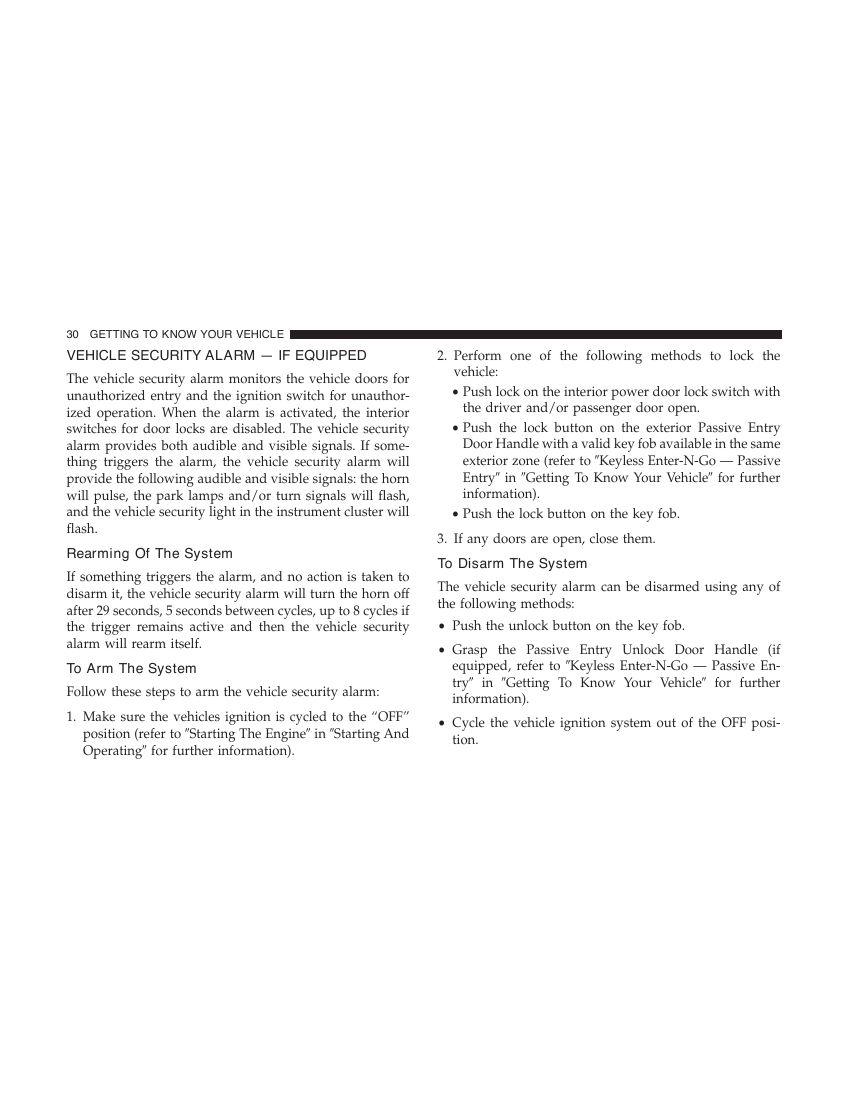 30 GETTING TO KNOW YOUR VEHICLE
VEHICLE SECURITY ALARM — IF EQUIPPED
The vehicle security alarm monitors the vehicle doors for
unauthorized entry and the ignition switch for unauthor-
ized operation. When the alarm is activated, the interior
switches for door locks are disabled. The vehicle security
alarm provides both audible and visible signals. If some-
thing triggers the alarm, the vehicle security alarm will
provide the following audible and visible signals: the horn
will pulse, the park lamps and/or turn signals will flash,
and the vehicle security light in the instrument cluster will
flash.
Rearming Of The System
If something triggers the alarm, and no action is taken to
disarm it, the vehicle security alarm will turn the horn off
after 29 seconds, 5 seconds between cycles, up to 8 cycles if
the trigger remains active and then the vehicle security
alarm will rearm itself.
To Arm The System
Follow these steps to arm the vehicle security alarm:
1. Make sure the vehicles ignition is cycled to the “OFF”
position (refer to ″Starting The Engine″ in ″Starting And
Operating″ for further information).
2. Perform one of the following methods to lock the
vehicle:
• Push lock on the interior power door lock switch with
the driver and/or passenger door open.
• Push the lock button on the exterior Passive Entry
Door Handle with a valid key fob available in the same
exterior zone (refer to ″Keyless Enter-N-Go — Passive
Entry″ in ″Getting To Know Your Vehicle″ for further
information).
• Push the lock button on the key fob.
3. If any doors are open, close them.
To Disarm The System
The vehicle security alarm can be disarmed using any of
the following methods:
• Push the unlock button on the key fob.
• Grasp the Passive Entry Unlock Door Handle (if
equipped, refer to ″Keyless Enter-N-Go — Passive En-
try″ in ″Getting To Know Your Vehicle″ for further
information).
• Cycle the vehicle ignition system out of the OFF posi-
tion.